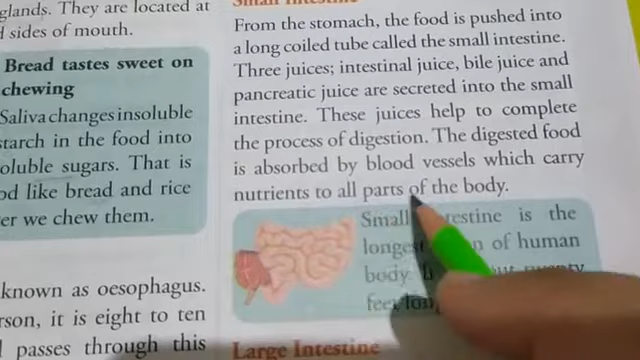 glands. They are located at
sides of mouth.
Bread tastes sweet on
chewing
Saliva changes insoluble
starch in the food into
soluble sugars. That is
like bread and rice
we chew them.
known as oesophagus.
it is eight to ten
passes through this
Small Intestine
From the stomach, the food is pushed into
a long coiled tube called the small intestine.
Three juices; intestinal juice, bile juice and
pancreatic juice are secreted into the small
intestine. These juices help to complete
the process of digestion. The digested food
is absorbed by blood vessels which carry
nutrients to all parts of the body.
Small intestine is the
longest of human
body
feet long
Large Intestine